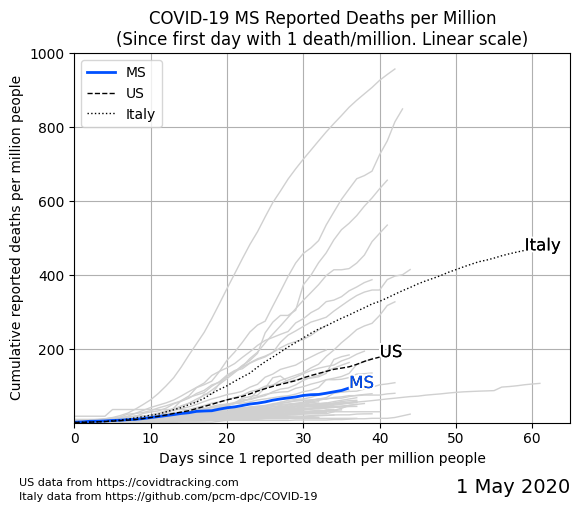 COVID-19 MS Reported Deaths per Million
(Since first day with 1 death/million. Linear scale)
Cumulative reported deaths per million people
1000
800
600
400
200
MS
US
Italy
Italy
US
MS
0
10
20
30
40
50
60
Days since 1 reported death per million people
US data from https://covidtracking.com
Italy data from https://github.com/pcm-dpc/COVID-19
1 May 2020